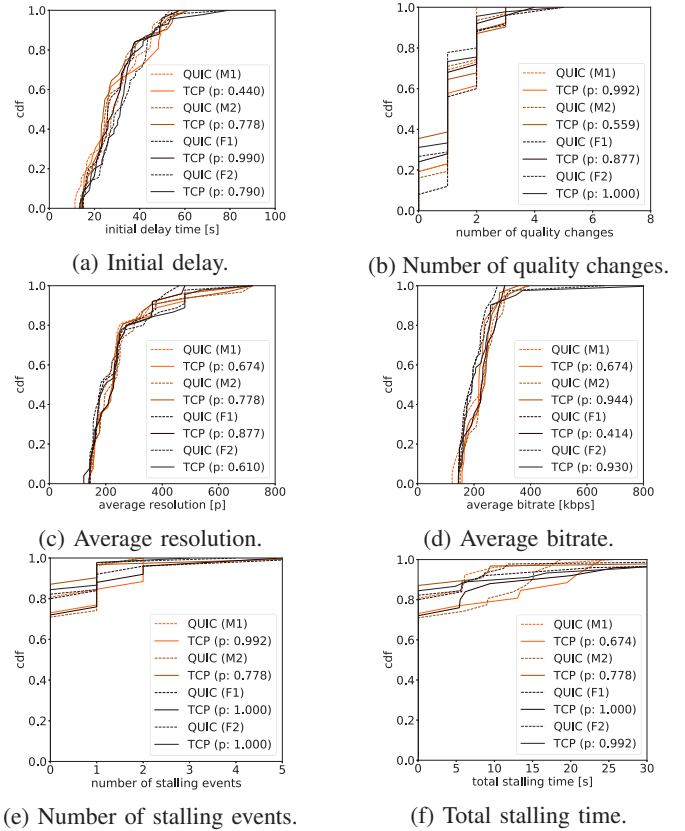 1.0
0.8
0.6
0.4
0.2
0.0
cdf
QUIC (M1)
TCP (p: 0.440)
QUIC (M2)
TCP (p: 0.778)
QUIC (F1)
TCP (p: 0.990)
QUIC (F2)
TCP (p: 0.790)
0 20 40 60 80 100
initial delay time [s]
(a) Initial delay.
1.0
0.8
0.6
0.4
0.2
0.0
cdf
QUIC (M1)
TCP (p: 0.992)
QUIC (M2)
TCP (p: 0.559)
QUIC (F1)
TCP (p: 0.877)
QUIC (F2)
TCP (p: 1.000)
0 2 4 6 8
number of quality changes
(b) Number of quality changes.
1.0
0.8
0.6
0.4
0.2
0.0
cdf
QUIC (M1)
TCP (p: 0.674)
QUIC (M2)
TCP (p: 0.778)
QUIC (F1)
TCP (p: 0.877)
QUIC (F2)
TCP (p: 0.610)
0 200 400 600 800
average resolution [p]
(c) Average resolution.
1.0
0.8
0.6
0.4
0.2
0.0
cdf
QUIC (M1)
TCP (p: 0.674)
QUIC (M2)
TCP (p: 0.944)
QUIC (F1)
TCP (p: 0.414)
QUIC (F2)
TCP (p: 0.930)
0 200 400 600 800
average bitrate [kbps]
(d) Average bitrate.
1.0
0.8
0.6
0.4
0.2
0.0
cdf
QUIC (M1)
TCP (p: 0.992)
QUIC (M2)
TCP (p: 0.778)
QUIC (F1)
TCP (p: 1.000)
QUIC (F2)
TCP (p: 1.000)
0 1 2 3 4 5
number of stalling events
(e) Number of stalling events.
1.0
0.8
0.6
0.4
0.2
0.0
cdf
QUIC (M1)
TCP (p: 0.674)
QUIC (M2)
TCP (p: 0.778)
QUIC (F1)
TCP (p: 1.000)
QUIC (F2)
TCP (p: 0.992)
0 5 10 15 20 25 30
total stalling time [s]
(f) Total stalling time.